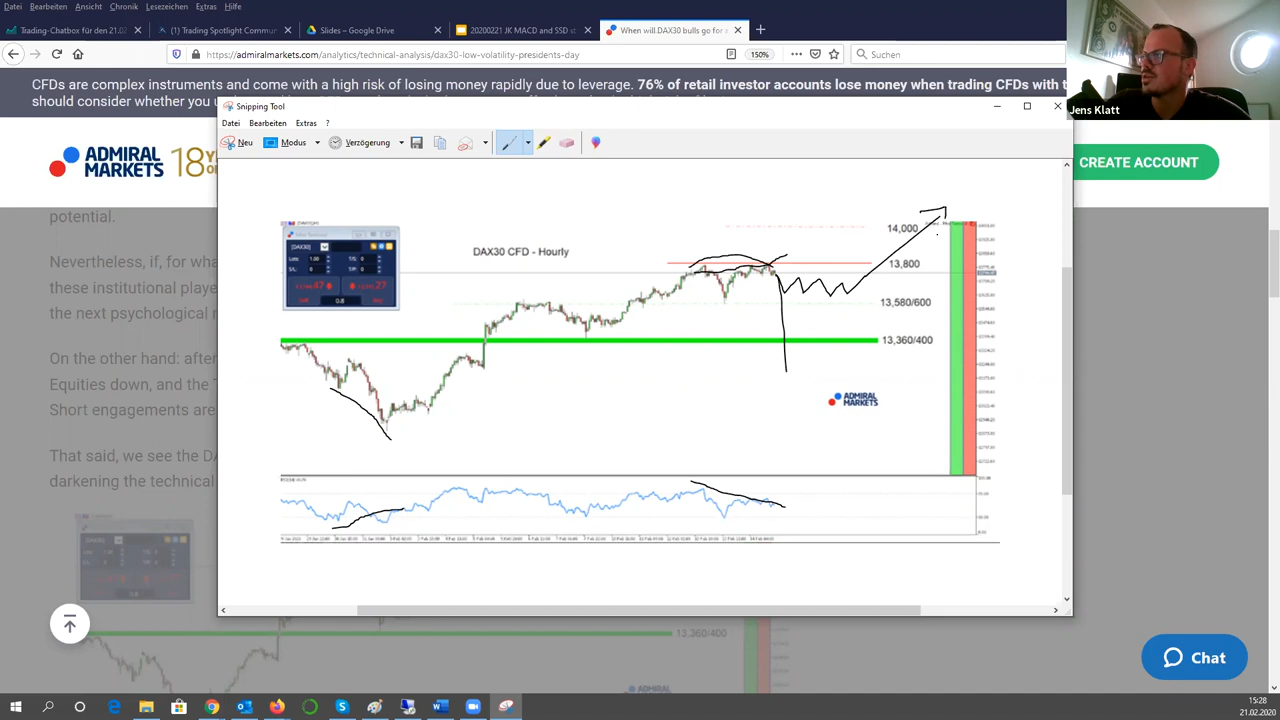 Datei Bearbeiten Ansicht Chronik Lesezeichen Extras Hilfe
Trading-Chatbox für den 21.02
(1) Trading Spotlight Commun
Slides – Google Drive
20200221 JK MACD and SSD st
When will DAX30 bulls go for a
https://admiralmarkets.com/analytics/technical-analysis/dax30-low-volatility-presidents-day
150%
Suchen
CFDs are complex instruments and come with a high risk of losing money rapidly due to leverage. 76% of retail investor accounts lose money when trading CFDs with t
should consider whether you u
Jens Klatt
Snipping Tool
Datei Bearbeiten Extras ?
Neu Modus Verzögerung
ADMIRAL
MARKETS
18
CREATE ACCOUNT
potential.
Nevertheless, if, for wha
these institutional playe
the next psychological r
On the other hand: after
Equities down, and the T
Short engagements are
That said, we see the DA
darkening the technical
[DAX30]
DAX30 CFD - Hourly
14,000
13,800
13,580/600
13,360/400
ADMIRAL
MARKETS
13,360/400
Chat
15:28
21.02.2020